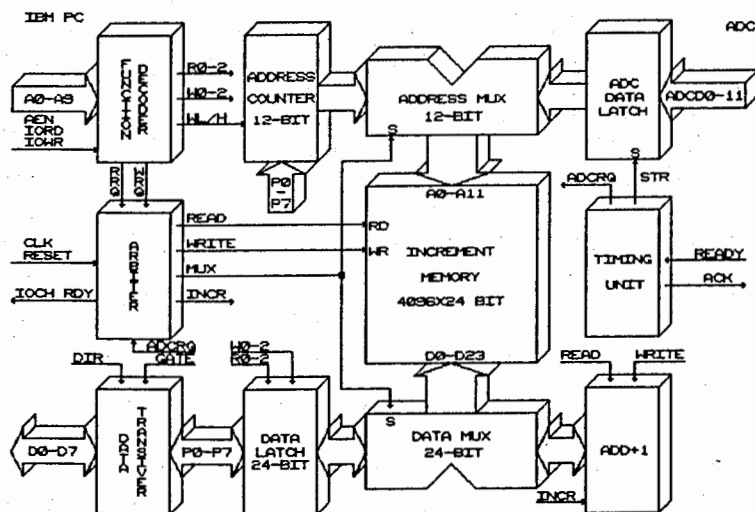 IBM PC
ADC
A0-A9
AEN
IORD
IOWR
FUNCTION
DECODER
R0-2
W0-2
WL/H
ADDRESS
COUNTER
12-BIT
ADDRESS MUX
12-BIT
S
ADC
DATA
LATCH
S
ADCD0-11
RRQ
WRQ
P0
-
P7
A0-A11
ADCRQ
STR
CLK
RESET
IOCH RDY
ARBITER
READ
WRITE
MUX
INCR
RD
WR
INCREMENT
MEMORY
4096X24 BIT
D0-D23
TIMING
UNIT
READY
ACK
ADCRQ
DIR
GATE
W0-2
R0-2
READ
WRITE
D0-D7
DATA
TRANSIVER
P0-P7
DATA
LATCH
24-BIT
S
DATA MUX
24-BIT
ADD+1
INCR